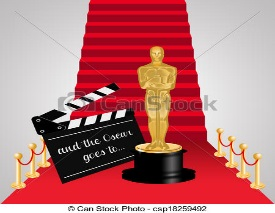 and the Oscar
goes to...
© Can Stock Photo - csp18259492